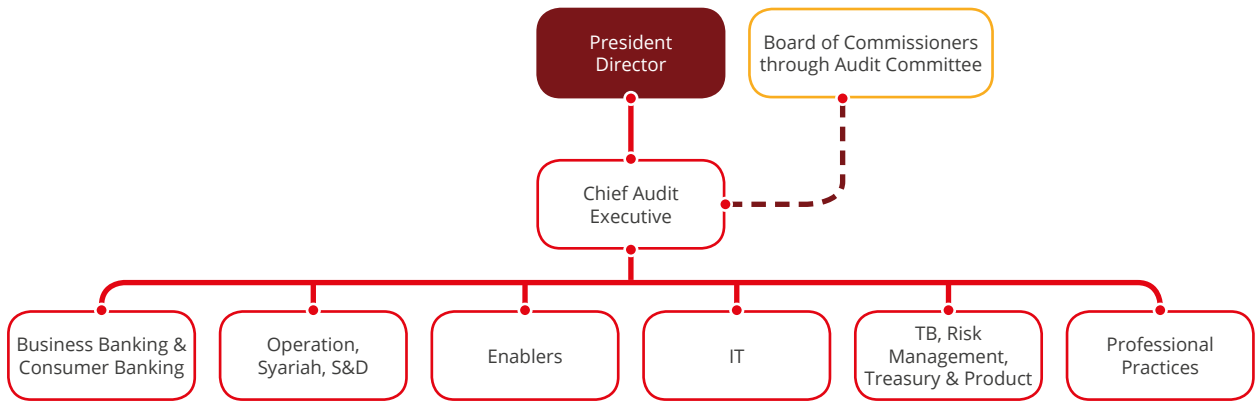 President
Director
Board of Commissioners
through Audit Committee
Chief Audit
Executive
Business Banking &
Consumer Banking
Operation,
Syariah, S&D
Enablers
IT
TB, Risk
Management,
Treasury & Product
Professional
Practices